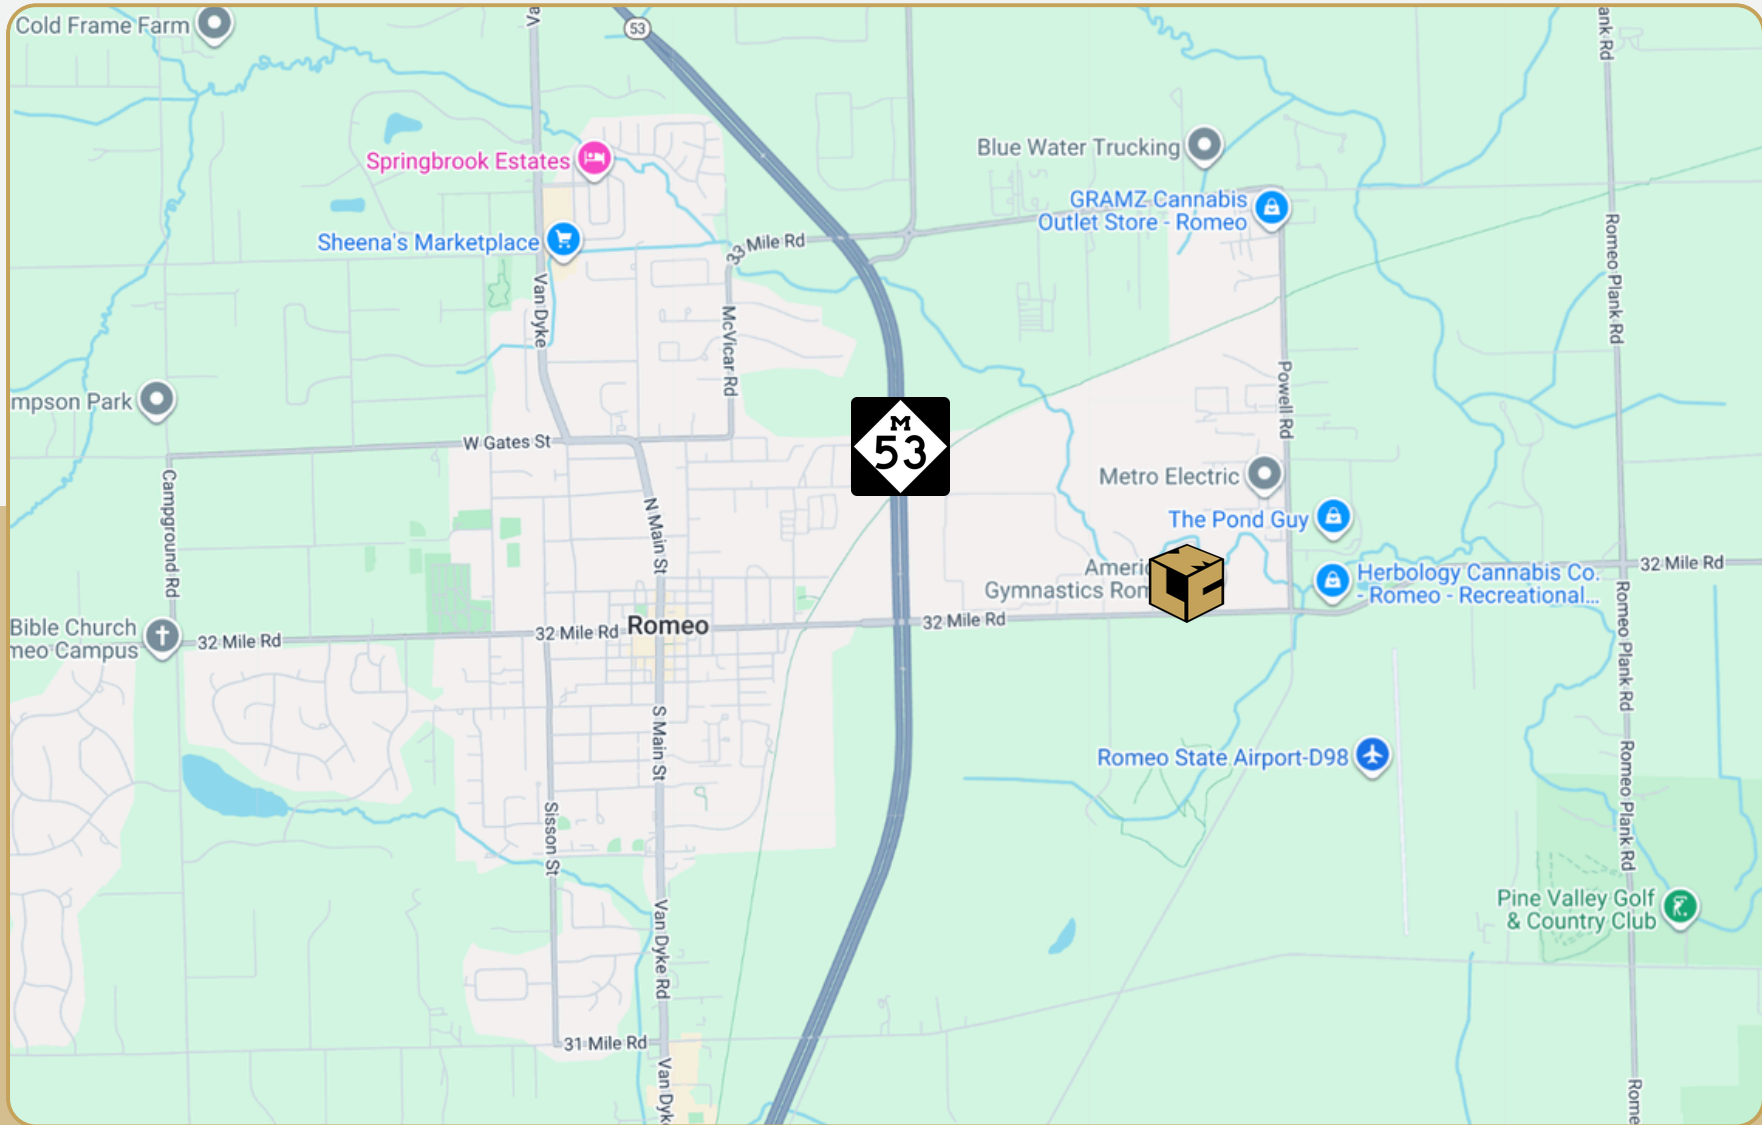 Cold Frame Farm
Va
53
ank Rd
Blue Water Trucking
Springbrook Estates
GRAMZ Cannabis
Outlet Store - Romeo
Sheena's Marketplace
33 Mile Rd
Romeo Plank Rd
Van Dyke
McVicar Rd
Powell Rd
mpson Park
M
53
W Gates St
Campground Rd
N Main St
Metro Electric
The Pond Guy
32 Mile Rd
Americ
Gymnastics Rom
Herbology Cannabis Co.
- Romeo - Recreational...
Bible Church
meo Campus
32 Mile Rd
32 Mile Rd
Romeo
32 Mile Rd
Romeo Plank Rd
S Main St
Romeo State Airport-D98
Romeo Plank Rd
Sisson St
Van Dyke Rd
Pine Valley Golf
& Country Club
31 Mile Rd
Van Dyk
Rome